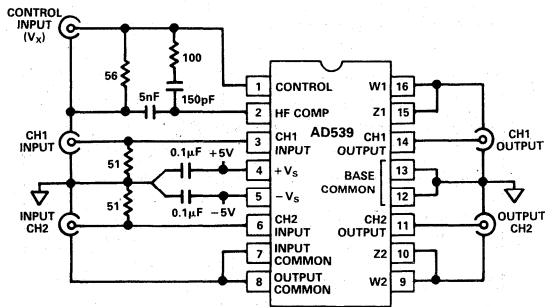 CONTROL
INPUT
(Vx)
56
100
150pF
5nF
CH1
INPUT
51
0.1µF +5V
0.1µF –5V
51
INPUT
CH2
AD539
1 CONTROL
2 HF COMP
3 CH1
INPUT
4 +Vs
5 –Vs
6 CH2
INPUT
7 INPUT
COMMON
8 OUTPUT
COMMON
W1 16
Z1 15
CH1
OUTPUT 14
BASE
COMMON
13
12
CH2
OUTPUT 11
Z2 10
W2 9
CH1
OUTPUT
OUTPUT
CH2